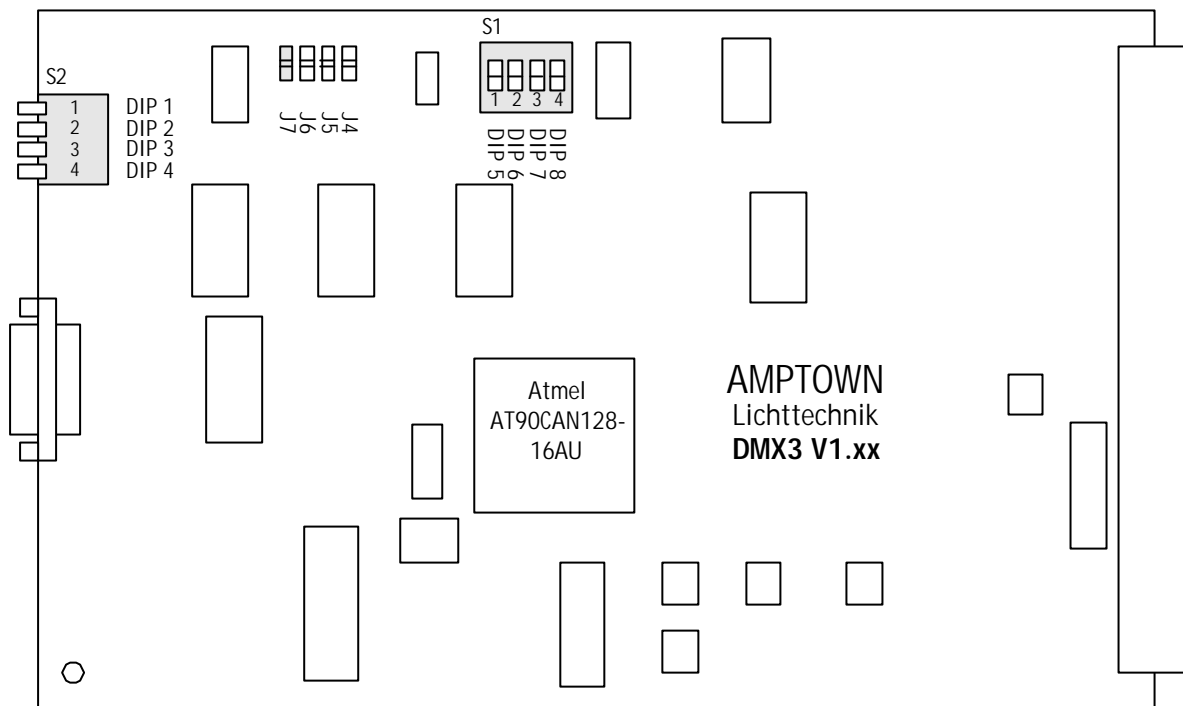 S1
S2
1 DIP 1
2 DIP 2
3 DIP 3
4 DIP 4
J7 J6 J5 J4
1 2 3 4
DIP 5 DIP 6 DIP 7 DIP 8
Atmel
AT90CAN128-
16AU
AMPTOWN
Lichttechnik
DMX3 V1.xx